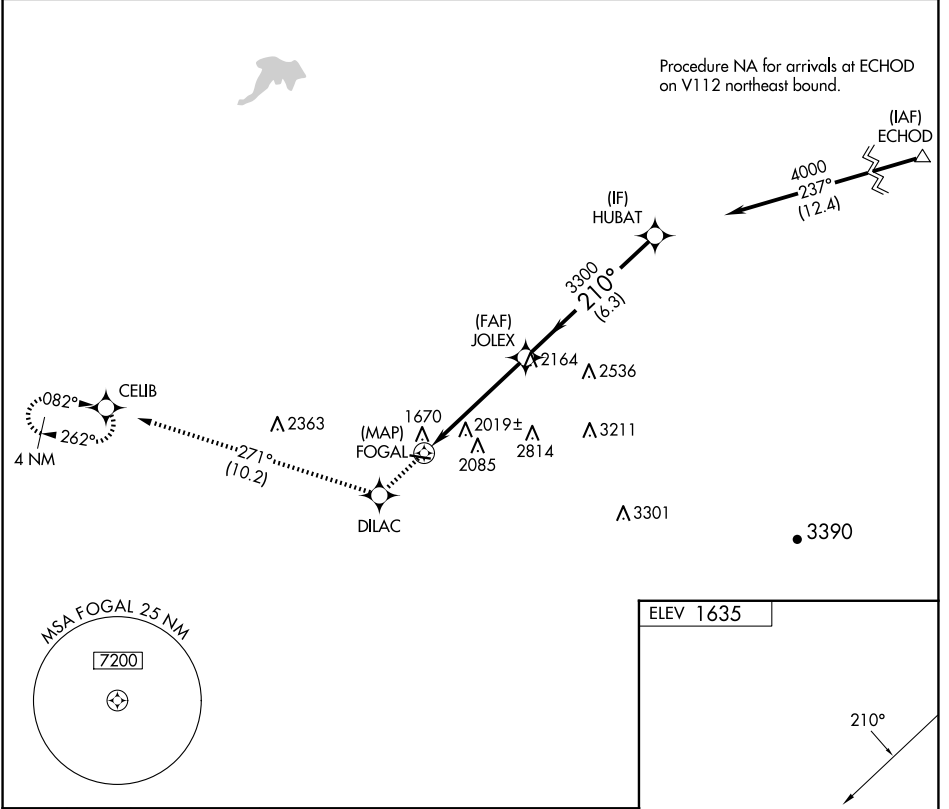 Procedure NA for arrivals at ECHOD
on V112 northeast bound.
(IAF)
ECHOD
4000
237°
(12.4)
(IF)
HUBAT
3300
210°
(6.3)
(FAF)
JOLEX
2164
2536
CELIB
082°
262°
4 NM
2363
1670
(MAP)
FOGAL
2019±
2085
2814
3211
271°
(10.2)
DILAC
3301
3390
MSA FOGAL 25 NM
7200
ELEV 1635
210°